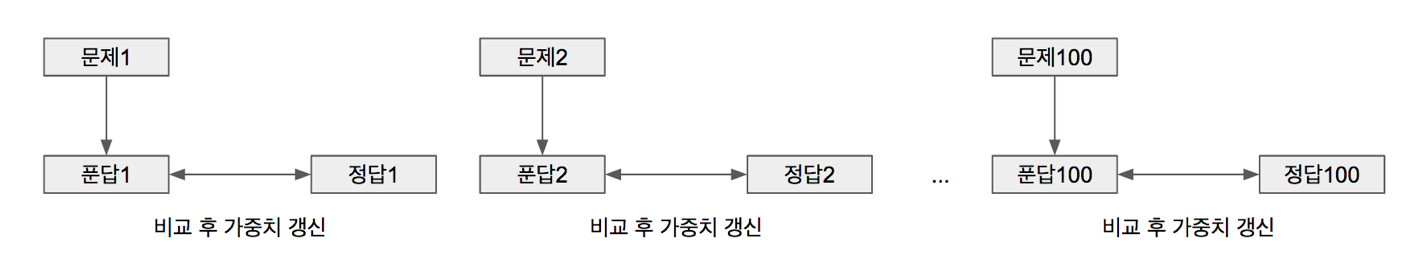 문제1
문제2
문제100
푼답1
정답1
푼답2
정답2
...
푼답100
정답100
비교 후 가중치 갱신
비교 후 가중치 갱신
비교 후 가중치 갱신